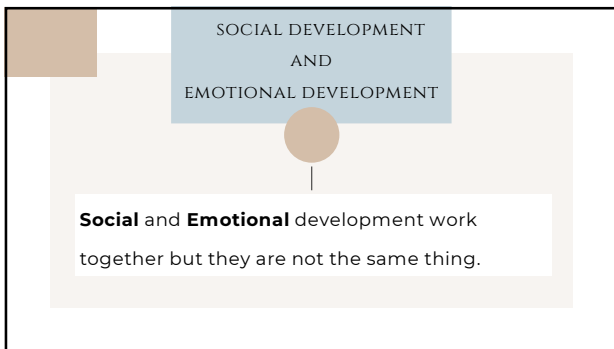 SOCIAL DEVELOPMENT
AND
EMOTIONAL DEVELOPMENT
Social and Emotional development work
together but they are not the same thing.